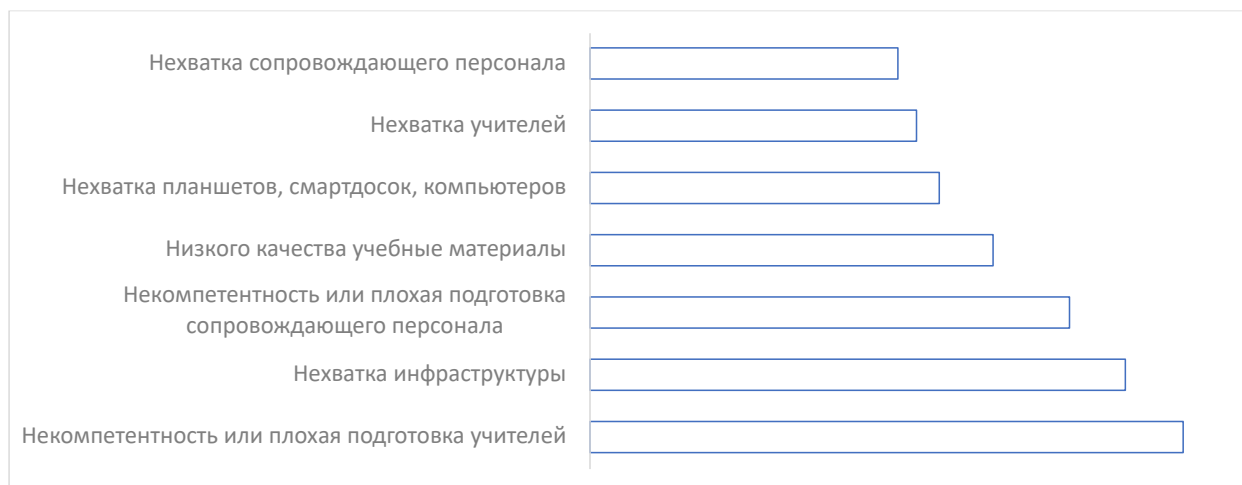 Нехватка сопровождающего персонала
Нехватка учителей
Нехватка планшетов, смартдосок, компьютеров
Низкого качества учебные материалы
Некомпетентность или плохая подготовка
сопровождающего персонала
Нехватка инфраструктуры
Некомпетентность или плохая подготовка учителей